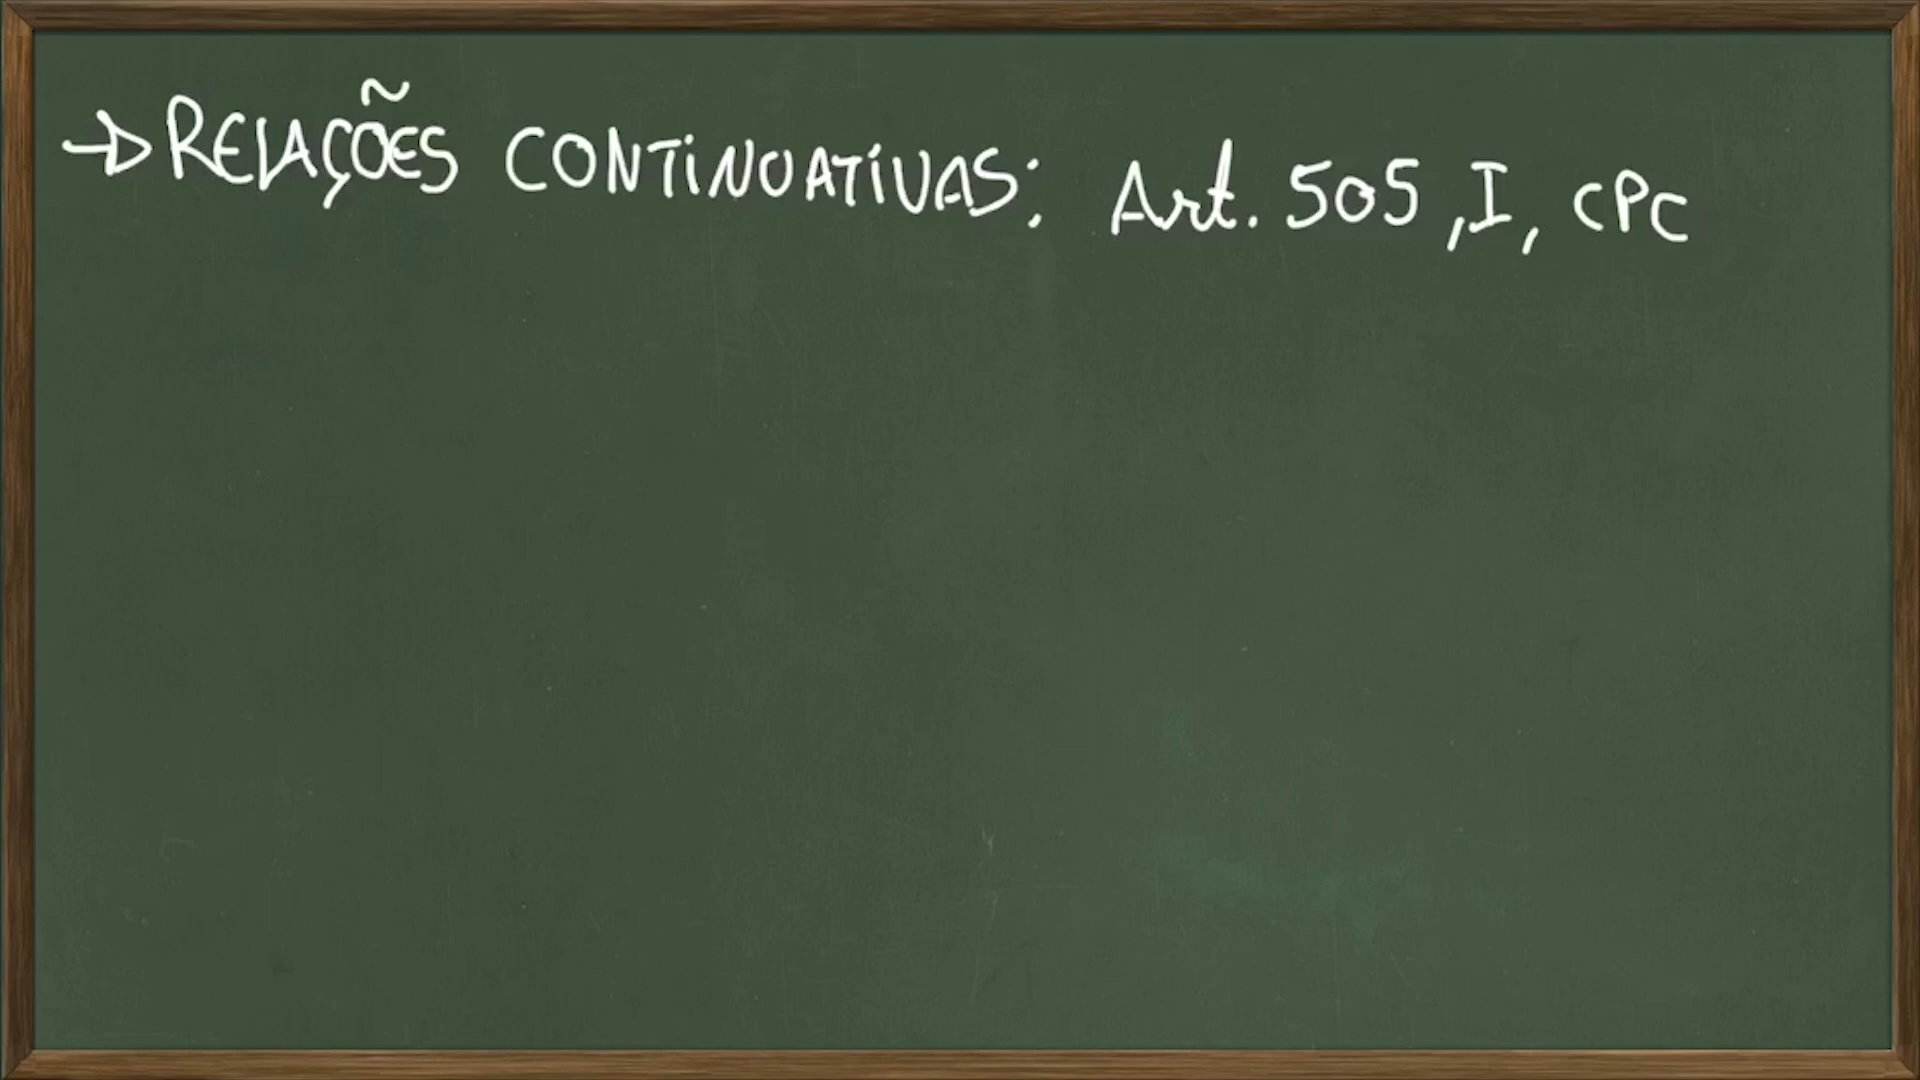 → RELAÇÕES CONTINUATIVAS: Art. 505, I, CPC